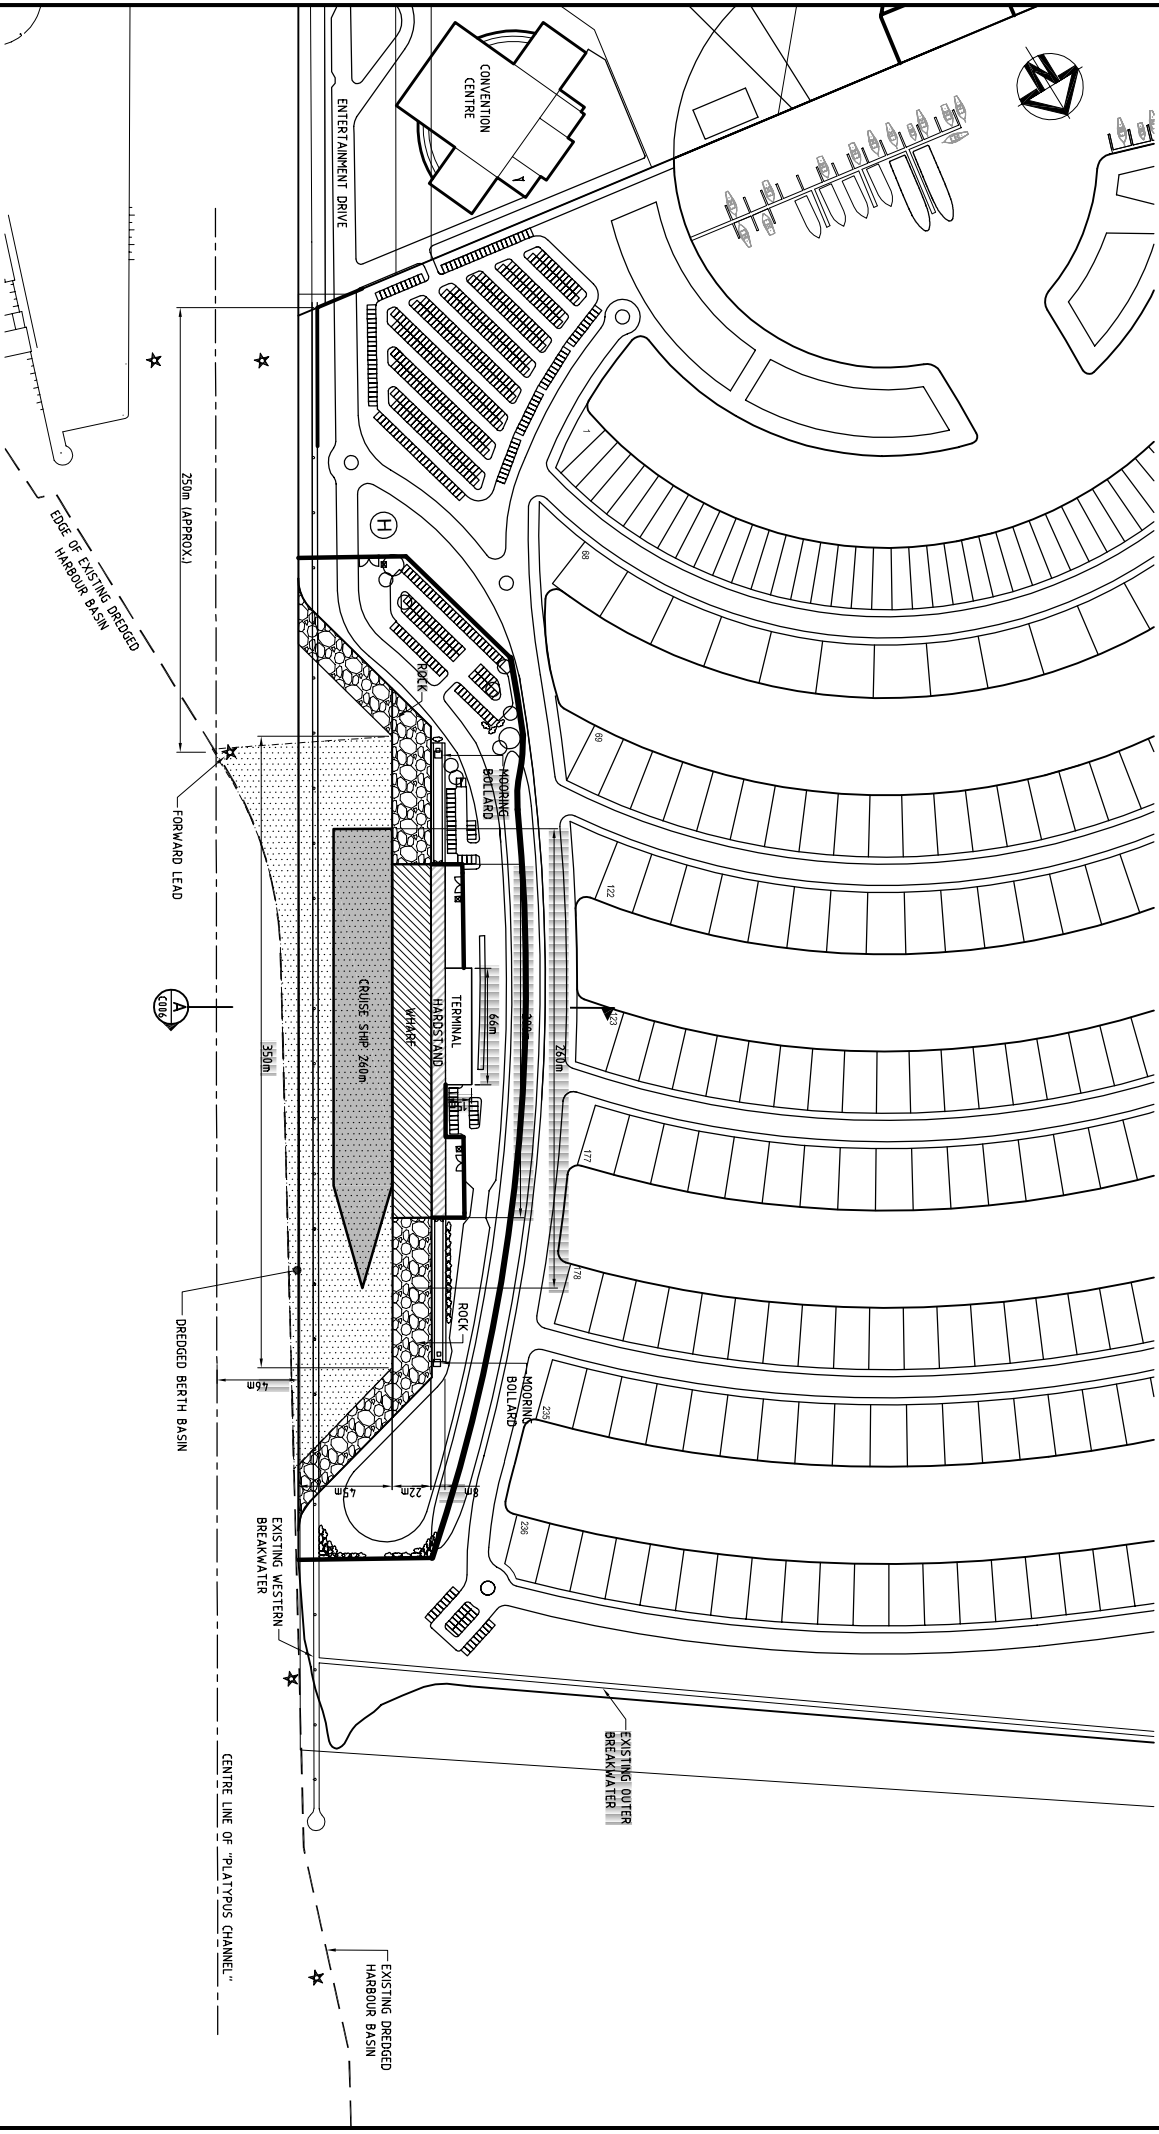 CONVENTION
CENTRE
N
ENTERTAINMENT DRIVE
1
250m (APPROX.)
EDGE OF EXISTING DREDGED
HARBOUR BASIN
H
68
ROCK
69
MOORING
BOLLARD
FORWARD LEAD
122
A
C006
350m
CRUISE SHIP 260m
WHARF
HARDSTAND
TERMINAL
66m
260m
123
177
178
DREDGED BERTH BASIN
46m
ROCK
MOORING
BOLLARD
235
45m
22m
8m
236
EXISTING WESTERN
BREAKWATER
EXISTING OUTER
BREAKWATER
CENTRE LINE OF "PLATYPUS CHANNEL"
EXISTING DREDGED
HARBOUR BASIN